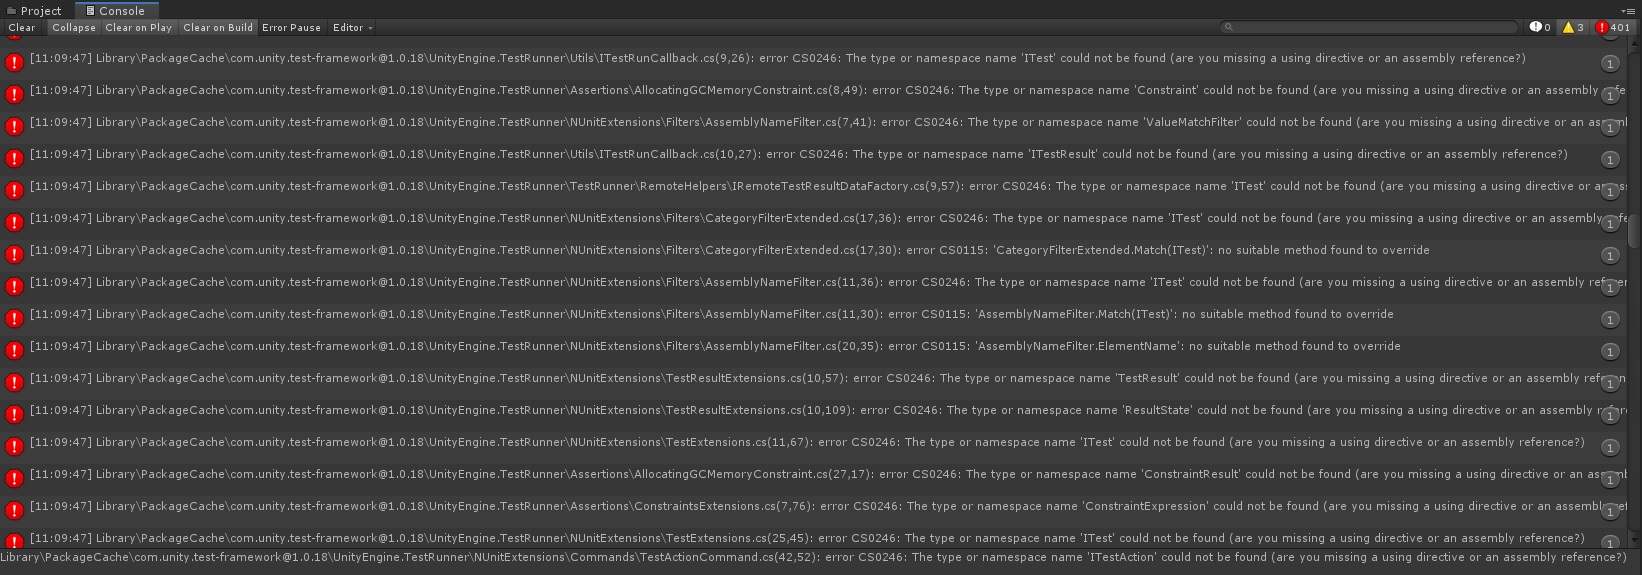 Project Console
Clear Collapse Clear on Play Clear on Build Error Pause Editor 0 3 401
[11:09:47] Library\PackageCache\com.unity.test-framework@1.0.18\UnityEngine.TestRunner\Utils\ITestRunCallback.cs(9,26): error CS0246: The type or namespace name 'ITest' could not be found (are you missing a using directive or an assembly reference?) 1
[11:09:47] Library\PackageCache\com.unity.test-framework@1.0.18\UnityEngine.TestRunner\Assertions\AllocatingGCMemoryConstraint.cs(8,49): error CS0246: The type or namespace name 'Constraint' could not be found (are you missing a using directive or an assembly 1
[11:09:47] Library\PackageCache\com.unity.test-framework@1.0.18\UnityEngine.TestRunner\NUnitExtensions\Filters\AssemblyNameFilter.cs(7,41): error CS0246: The type or namespace name 'ValueMatchFilter' could not be found (are you missing a using directive or an 1
[11:09:47] Library\PackageCache\com.unity.test-framework@1.0.18\UnityEngine.TestRunner\Utils\ITestRunCallback.cs(10,27): error CS0246: The type or namespace name 'ITestResult' could not be found (are you missing a using directive or an assembly reference?) 1
[11:09:47] Library\PackageCache\com.unity.test-framework@1.0.18\UnityEngine.TestRunner\TestRunner\RemoteHelpers\IRemoteTestResultDataFactory.cs(9,57): error CS0246: The type or namespace name 'ITest' could not be found (are you missing a using directive or an 1
[11:09:47] Library\PackageCache\com.unity.test-framework@1.0.18\UnityEngine.TestRunner\NUnitExtensions\Filters\CategoryFilterExtended.cs(17,36): error CS0246: The type or namespace name 'ITest' could not be found (are you missing a using directive or an assembly 1
[11:09:47] Library\PackageCache\com.unity.test-framework@1.0.18\UnityEngine.TestRunner\NUnitExtensions\Filters\CategoryFilterExtended.cs(17,30): error CS0115: 'CategoryFilterExtended.Match(ITest)': no suitable method found to override 1
[11:09:47] Library\PackageCache\com.unity.test-framework@1.0.18\UnityEngine.TestRunner\NUnitExtensions\Filters\AssemblyNameFilter.cs(11,36): error CS0246: The type or namespace name 'ITest' could not be found (are you missing a using directive or an assembly 1
[11:09:47] Library\PackageCache\com.unity.test-framework@1.0.18\UnityEngine.TestRunner\NUnitExtensions\Filters\AssemblyNameFilter.cs(11,30): error CS0115: 'AssemblyNameFilter.Match(ITest)': no suitable method found to override 1
[11:09:47] Library\PackageCache\com.unity.test-framework@1.0.18\UnityEngine.TestRunner\NUnitExtensions\Filters\AssemblyNameFilter.cs(20,35): error CS0115: 'AssemblyNameFilter.ElementName': no suitable method found to override 1
[11:09:47] Library\PackageCache\com.unity.test-framework@1.0.18\UnityEngine.TestRunner\NUnitExtensions\TestResultExtensions.cs(10,57): error CS0246: The type or namespace name 'TestResult' could not be found (are you missing a using directive or an assembly 1
[11:09:47] Library\PackageCache\com.unity.test-framework@1.0.18\UnityEngine.TestRunner\NUnitExtensions\TestResultExtensions.cs(10,109): error CS0246: The type or namespace name 'ResultState' could not be found (are you missing a using directive or an assembly 1
[11:09:47] Library\PackageCache\com.unity.test-framework@1.0.18\UnityEngine.TestRunner\NUnitExtensions\TestExtensions.cs(11,67): error CS0246: The type or namespace name 'ITest' could not be found (are you missing a using directive or an assembly reference?) 1
[11:09:47] Library\PackageCache\com.unity.test-framework@1.0.18\UnityEngine.TestRunner\Assertions\AllocatingGCMemoryConstraint.cs(27,17): error CS0246: The type or namespace name 'ConstraintResult' could not be found (are you missing a using directive or an 1
[11:09:47] Library\PackageCache\com.unity.test-framework@1.0.18\UnityEngine.TestRunner\Assertions\ConstraintsExtensions.cs(7,76): error CS0246: The type or namespace name 'ConstraintExpression' could not be found (are you missing a using directive or an assembly 1
[11:09:47] Library\PackageCache\com.unity.test-framework@1.0.18\UnityEngine.TestRunner\NUnitExtensions\TestExtensions.cs(25,45): error CS0246: The type or namespace name 'ITest' could not be found (are you missing a using directive or an assembly reference?) 1
Library\PackageCache\com.unity.test-framework@1.0.18\UnityEngine.TestRunner\NUnitExtensions\Commands\TestActionCommand.cs(42,52): error CS0246: The type or namespace name 'ITestAction' could not be found (are you missing a using directive or an assembly reference?)